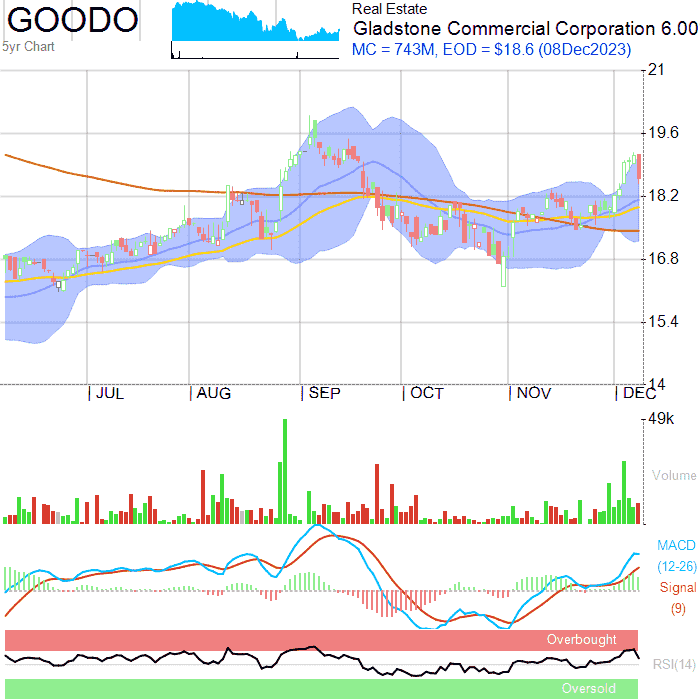 GOODO
5yr Chart
Real Estate
Gladstone Commercial Corporation 6.00
MC = 743M, EOD = $18.6 (08Dec2023)
21
19.6
18.2
16.8
15.4
14
JUL AUG SEP OCT NOV DEC
49k
Volume
MACD
(12-26)
Signal
(9)
Overbought
RSI(14)
Oversold